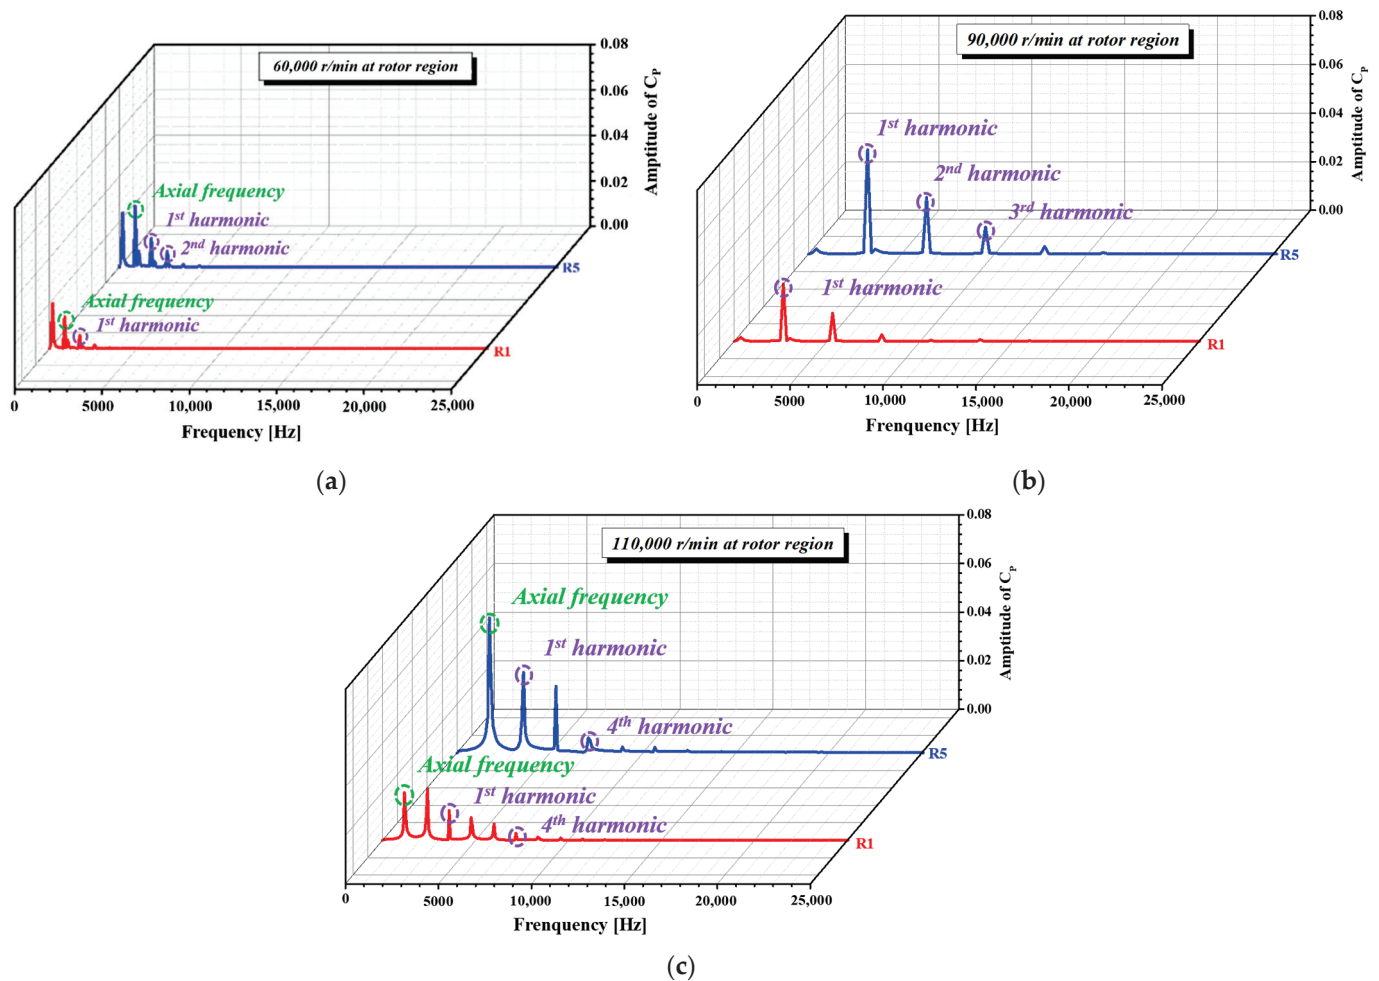 60,000 r/min at rotor region
0.08
0.06
0.04
0.02
0.00
Amptitude of CP
Axial frequency
1st harmonic
2nd harmonic
R5
Axial frequency
1st harmonic
R1
0 5000 10,000 15,000 20,000 25,000
Frequency [Hz]
(a)
90,000 r/min at rotor region
0.08
0.06
0.04
0.02
0.00
Amptitude of CP
1st harmonic
2nd harmonic
3rd harmonic
R5
1st harmonic
R1
0 5000 10,000 15,000 20,000 25,000
Frenquency [Hz]
(b)
110,000 r/min at rotor region
0.08
0.06
0.04
0.02
0.00
Amptitude of CP
Axial frequency
1st harmonic
4th harmonic
R5
Axial frequency
1st harmonic
4th harmonic
R1
0 5000 10,000 15,000 20,000 25,000
Frenquency [Hz]
(c)